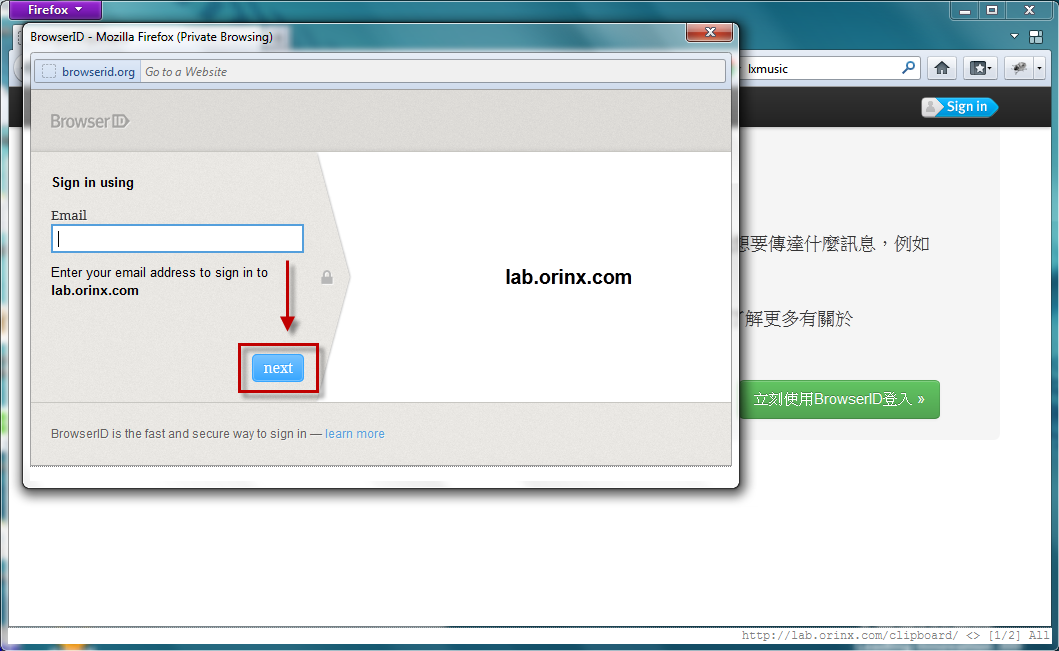 Firefox
BrowserID - Mozilla Firefox (Private Browsing)
browserid.org Go to a Website
lxmusic
Sign in
BrowserID
Sign in using
Email
Enter your email address to sign in to
lab.orinx.com
next
lab.orinx.com
BrowserID is the fast and secure way to sign in — learn more
想要傳達什麼訊息，例如
了解更多有關於
立刻使用BrowserID登入 »
http://lab.orinx.com/clipboard/ <> [1/2] All